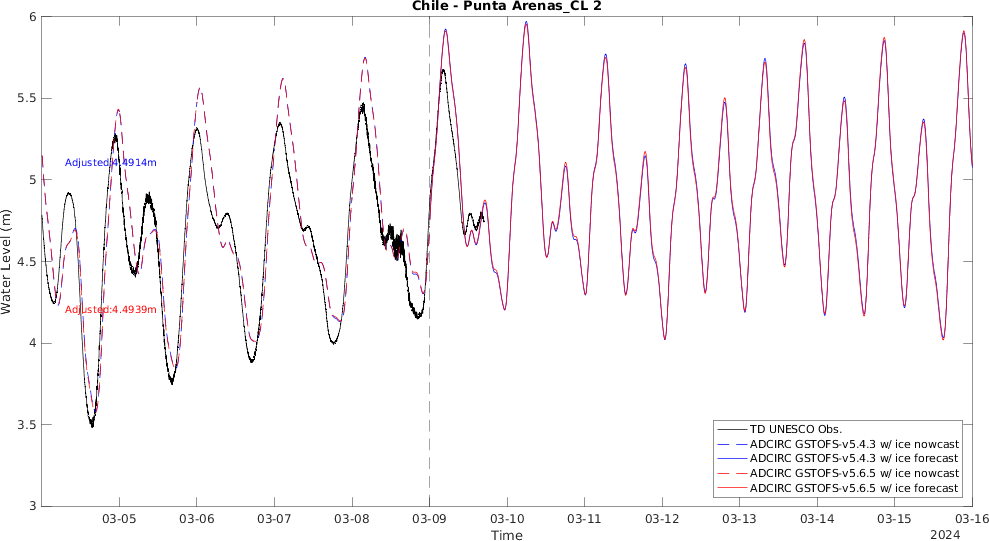 Chile - Punta Arenas_CL 2
6
5.5
5
4.5
4
3.5
3
Water Level (m)
Adjusted:4.4914m
Adjusted:4.4939m
TD UNESCO Obs.
ADCIRC GSTOFS-v5.4.3 w/ ice nowcast
ADCIRC GSTOFS-v5.4.3 w/ ice forecast
ADCIRC GSTOFS-v5.6.5 w/ ice nowcast
ADCIRC GSTOFS-v5.6.5 w/ ice forecast
03-05 03-06 03-07 03-08 03-09 03-10 03-11 03-12 03-13 03-14 03-15 03-16
Time
2024